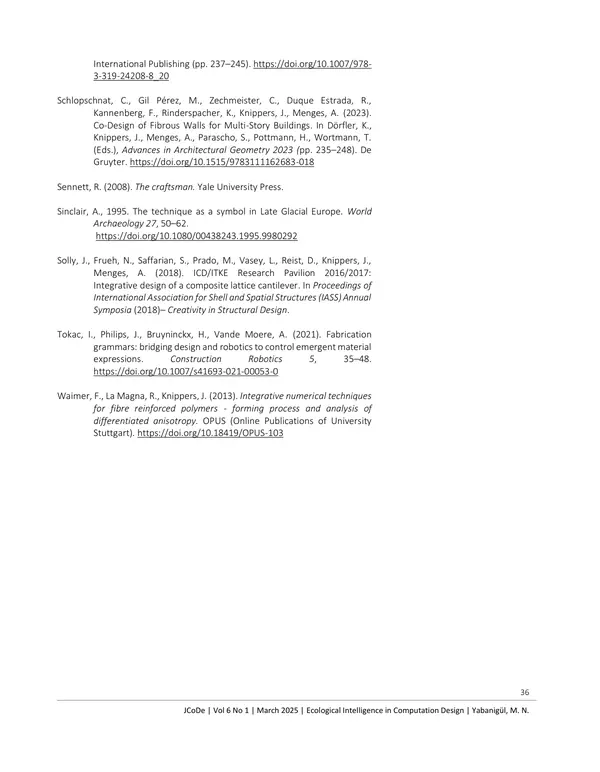 International Publishing (pp. 237–245). https://doi.org/10.1007/978-
3-319-24208-8_20
Schlopschnat, C., Gil Pérez, M., Zechmeister, C., Duque Estrada, R.,
Kannenberg, F., Rinderspacher, K., Knippers, J., Menges, A. (2023).
Co-Design of Fibrous Walls for Multi-Story Buildings. In Dörfler, K.,
Knippers, J., Menges, A., Parascho, S., Pottmann, H., Wortmann, T.
(Eds.), Advances in Architectural Geometry 2023 (pp. 235–248). De
Gruyter. https://doi.org/10.1515/9783111162683-018
Sennett, R. (2008). The craftsman. Yale University Press.
Sinclair, A., 1995. The technique as a symbol in Late Glacial Europe. World
Archaeology 27, 50–62.
https://doi.org/10.1080/00438243.1995.9980292
Solly, J., Frueh, N., Saffarian, S., Prado, M., Vasey, L., Reist, D., Knippers, J.,
Menges, A. (2018). ICD/ITKE Research Pavilion 2016/2017:
Integrative design of a composite lattice cantilever. In Proceedings of
International Association for Shell and Spatial Structures (IASS) Annual
Symposia (2018)– Creativity in Structural Design.
Tokac, I., Philips, J., Bruyninckx, H., Vande Moere, A. (2021). Fabrication
grammars: bridging design and robotics to control emergent material
expressions. Construction Robotics 5, 35–48.
https://doi.org/10.1007/s41693-021-00053-0
Waimer, F., La Magna, R., Knippers, J. (2013). Integrative numerical techniques
for fibre reinforced polymers - forming process and analysis of
differentiated anisotropy. OPUS (Online Publications of University
Stuttgart). https://doi.org/10.18419/OPUS-103
36
JCoDe | Vol 6 No 1 | March 2025 | Ecological Intelligence in Computation Design | Yabanigül, M. N.